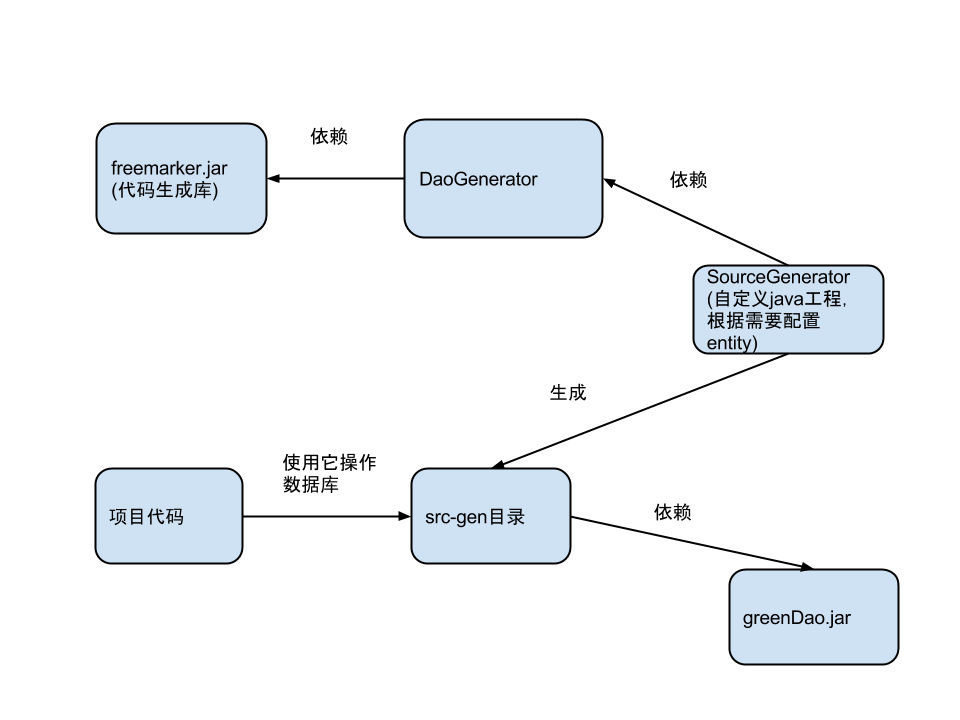 依赖
freemarker.jar
(代码生成库)
DaoGenerator
依赖
SourceGenerator
(自定义java工程,
根据需要配置
entity)
生成
使用它操作
数据库
项目代码
src-gen目录
依赖
greenDao.jar